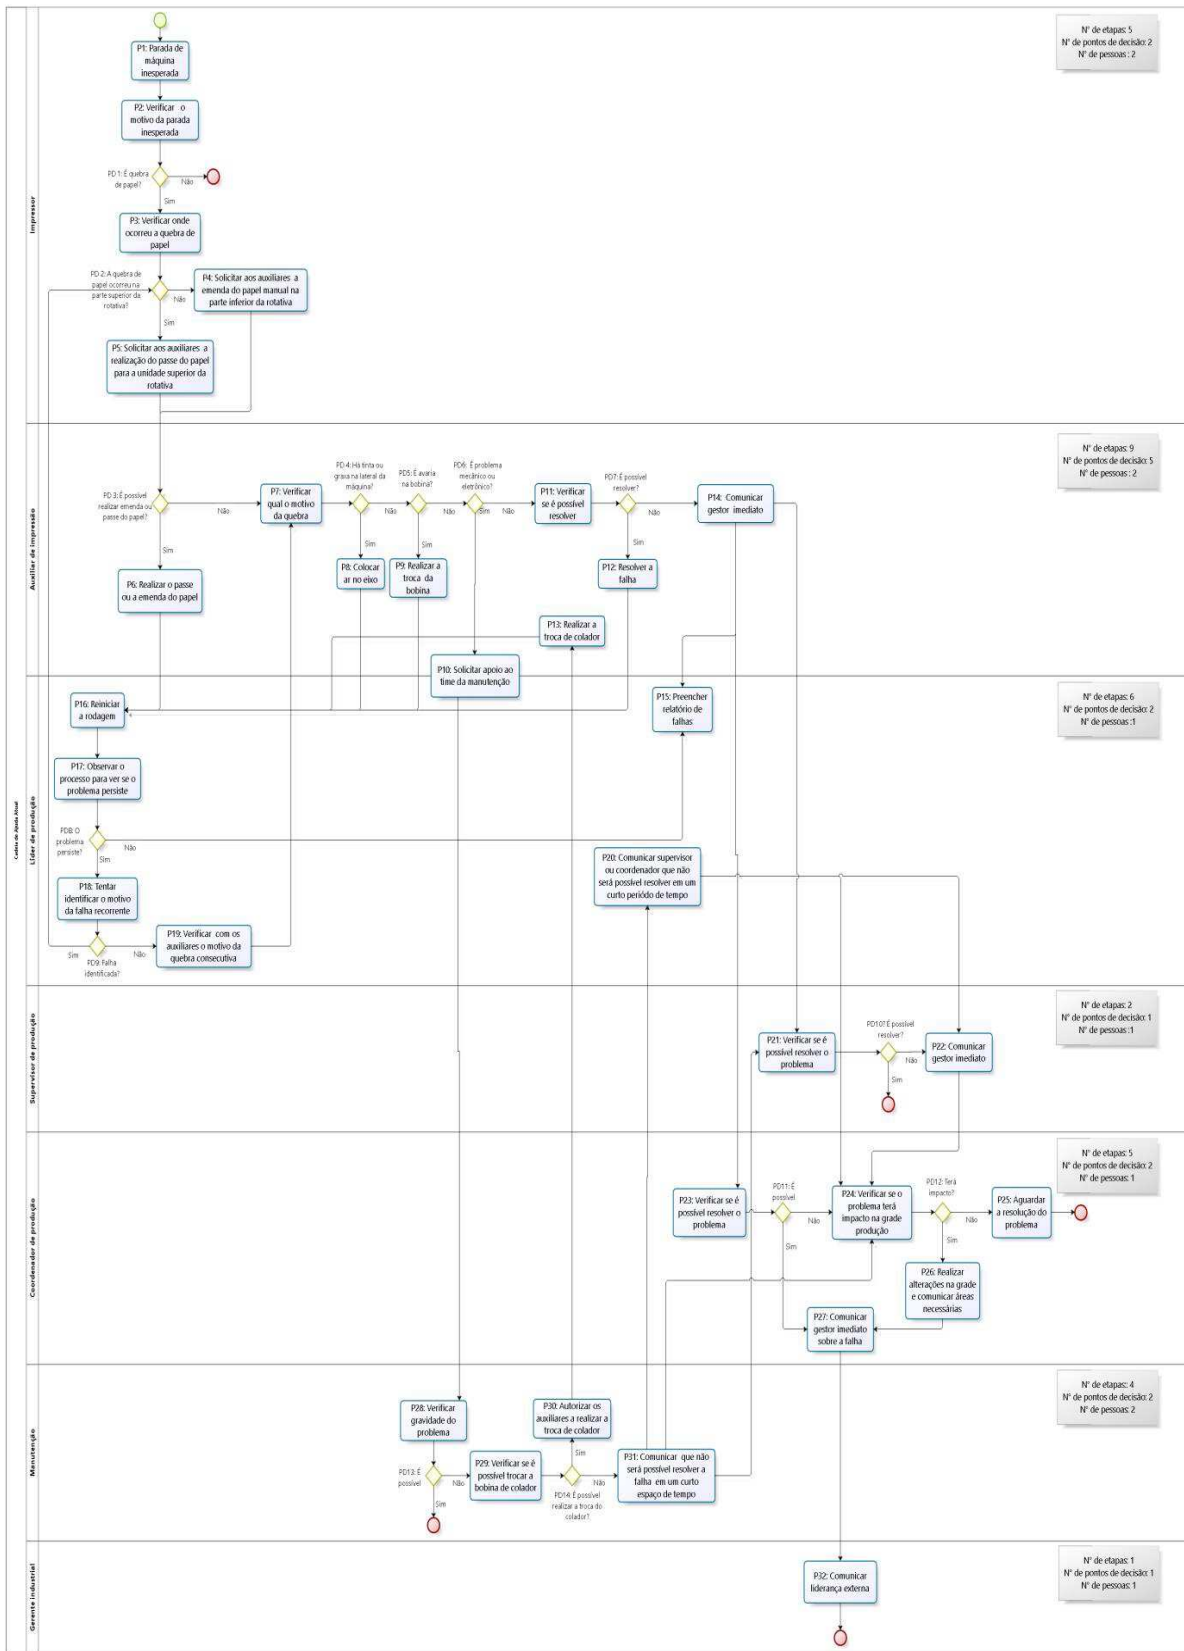 Cadeia de Ajuda Atual
Impressor
N° de etapas: 5
N° de pontos de decisão: 2
N° de pessoas : 2
P1: Parada de
máquina
inesperada
P2: Verificar o
motivo da parada
inesperada
PD 1: É quebra
de papel?
Não
Sim
P3: Verificar onde
ocorreu a quebra de
papel
PD 2: A quebra de
papel ocorreu na
parte superior da
rotativa?
Não
Sim
P4: Solicitar aos auxiliares a
emenda do papel manual na
parte inferior da rotativa
P5: Solicitar aos auxiliares a
realização do passe do papel
para a unidade superior da
rotativa
Auxiliar de impressão
N° de etapas: 9
N° de pontos de decisão: 5
N° de pessoas : 2
PD 3: É possível
realizar emenda ou
passe do papel?
Não
Sim
P6: Realizar o passe
ou a emenda do papel
P7: Verificar
qual o motivo
da quebra
PD 4: Há tinta ou
graxa na lateral da
máquina?
Não
Sim
P8: Colocar
ar no eixo
PD5: É avaria
na bobina?
Não
Sim
P9: Realizar a
troca da
bobina
PD6: É problema
mecânico ou
eletrônico?
Sim
Não
P10: Solicitar apoio ao
time da manutenção
P11: Verificar
se é possível
resolver
PD7: É possível
resolver?
Não
Sim
P12: Resolver a
falha
P13: Realizar a
troca de colador
P14: Comunicar
gestor imediato
Líder de produção
N° de etapas: 6
N° de pontos de decisão: 2
N° de pessoas :1
P15: Preencher
relatório de
falhas
P16: Reiniciar
a rodagem
P17: Observar o
processo para ver se o
problema persiste
PD8: O
problema
persiste?
Não
Sim
P18: Tentar
identificar o motivo
da falha recorrente
Sim
Não
PD9: Falha
identificada?
P19: Verificar com os
auxiliares o motivo da
quebra consecutiva
P20: Comunicar supervisor
ou coordenador que não
será possível resolver em um
curto periódo de tempo
Supervisor de produção
N° de etapas: 2
N° de pontos de decisão: 1
N° de pessoas :1
P21: Verificar se é
possível resolver o
problema
PD10? É possível
resolver?
Não
Sim
P22: Comunicar
gestor imediato
Coordenador de produção
N° de etapas: 5
N° de pontos de decisão: 2
N° de pessoas: 1
P23: Verificar se é
possível resolver o
problema
PD11: É
possível
Não
Sim
P24: Verificar se o
problema terá
impacto na grade
produção
PD12: Terá
impacto?
Não
Sim
P25: Aguardar
a resolução do
problema
P26: Realizar
alterações na grade
e comunicar áreas
necessárias
P27: Comunicar
gestor imediato
sobre a falha
Manutenção
N° de etapas: 4
N° de pontos de decisão: 2
N° de pessoas: 2
P28: Verificar
gravidade do
problema
PD13: É
possível
Não
Sim
P29: Verificar se é
possível trocar a
bobina de colador
P30: Autorizar os
auxiliares a realizar a
troca de colador
Sim
Não
PD14: É possível
realizar a troca do
colador?
P31: Comunicar que não
será possível resolver a
falha em um curto
espaço de tempo
Gerente industrial
N° de etapas: 1
N° de pontos de decisão: 1
N° de pessoas: 1
P32: Comunicar
liderança externa